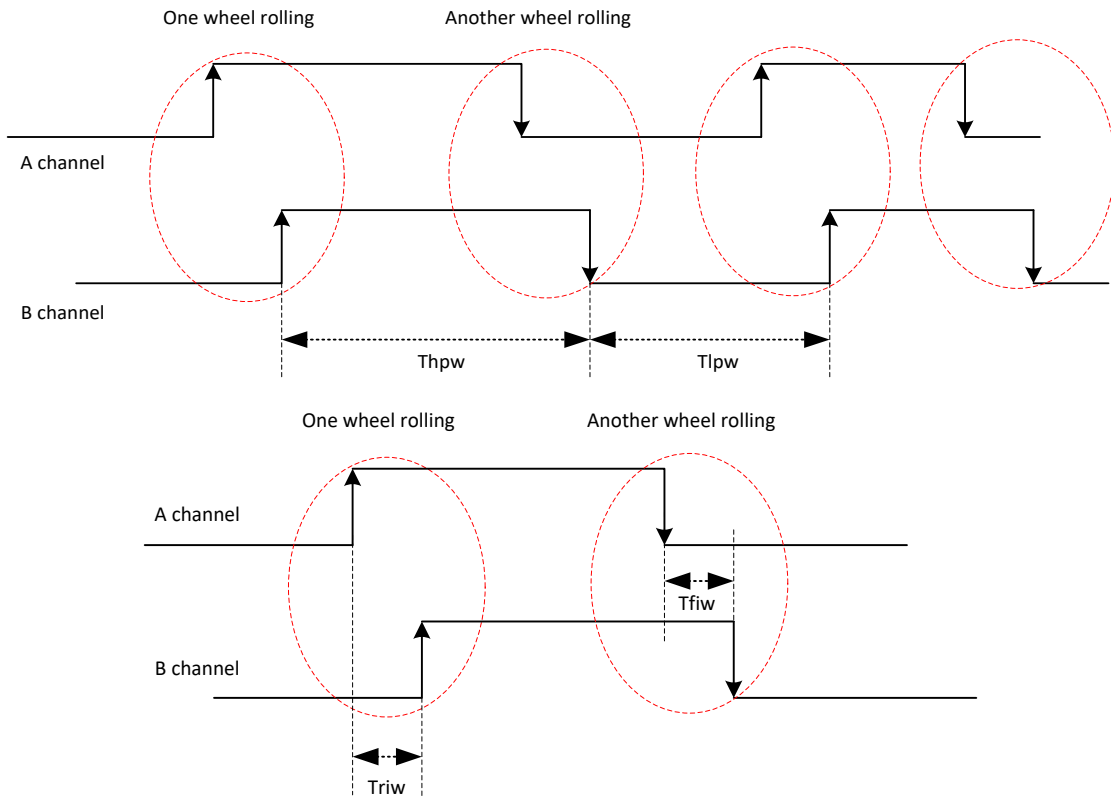 One wheel rolling
Another wheel rolling
A channel
B channel
Thpw
Tlpw
One wheel rolling
Another wheel rolling
A channel
Tfiw
B channel
Triw